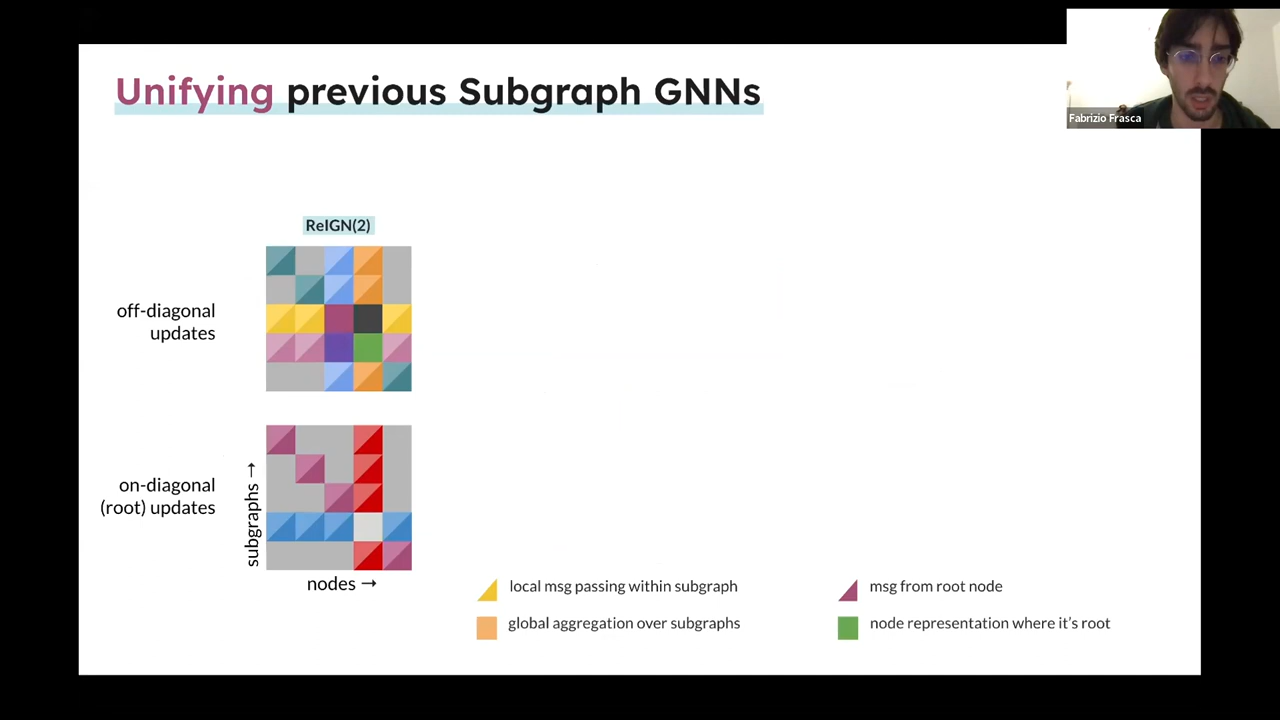 Unifying previous Subgraph GNNs
Fabrizio Frasca
ReIGN(2)
off-diagonal
updates
on-diagonal
(root) updates
subgraphs →
nodes →
local msg passing within subgraph
msg from root node
global aggregation over subgraphs
node representation where it's root